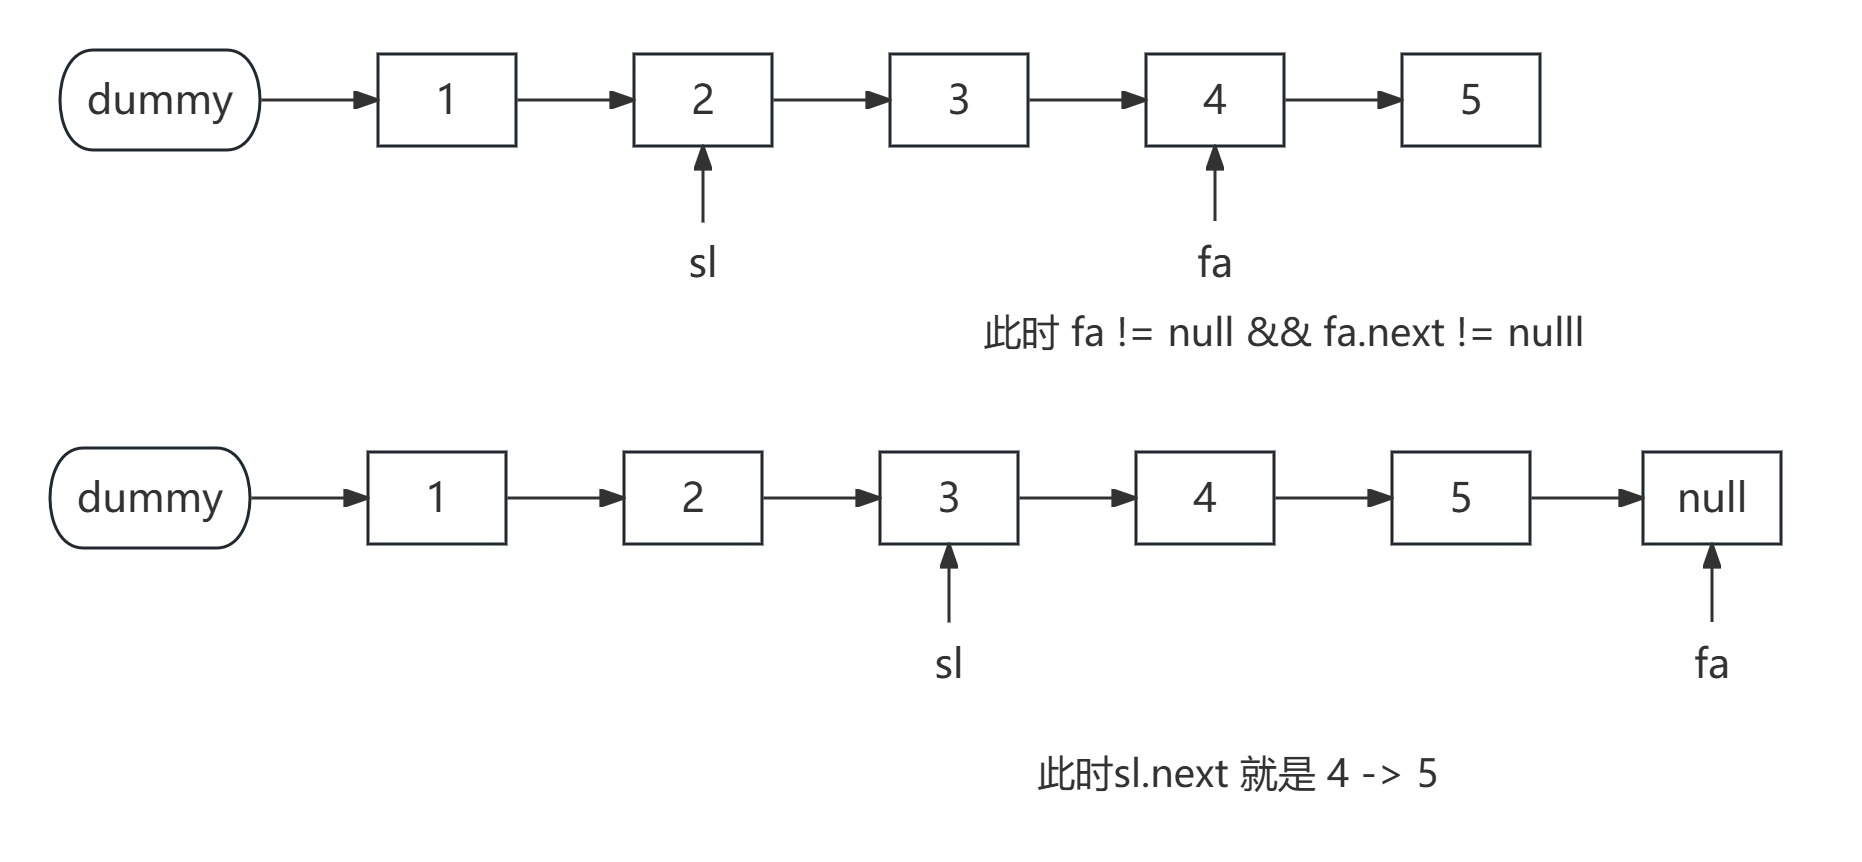 dummy 1 2 3 4 5
sl fa
此时 fa != null && fa.next != nulll
dummy 1 2 3 4 5 null
sl fa
此时sl.next 就是 4 -> 5